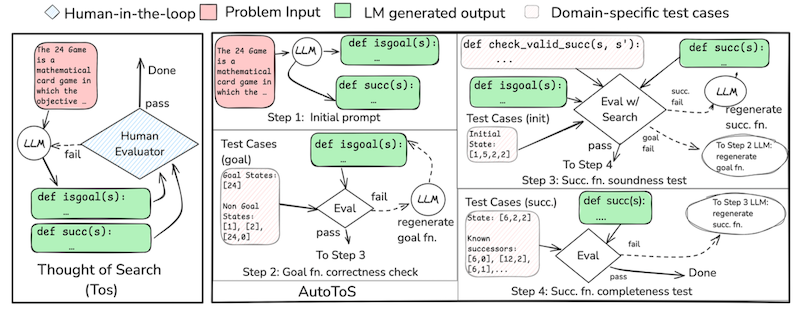 Human-in-the-loop
Problem Input
LM generated output
Domain-specific test cases
The 24 Game
is a
mathematical
card game in
which the
objective …
LLM
Done
pass
Human
Evaluator
fail
def isgoal(s):
…
def succ(s):
…
Thought of Search
(Tos)
The 24 Game
is a
mathematical
card game in
which the …
LLM
def isgoal(s):
…
def succ(s):
…
Step 1: Initial prompt
Test Cases
(goal)
Goal States:
[24]
Non Goal
States:
[1], [2],
[24,0]
def isgoal(s):
…
Eval
fail
LLM
regenerate
goal fn.
pass
To Step 3
Step 2: Goal fn. correctness check
AutoToS
def check_valid_succ(s, s'):
...
def succ(s):
…
def isgoal(s):
…
Eval w/
Search
succ.
fail
LLM
regenerate
succ. fn.
Test Cases (init)
Initial
State:
[1,5,2,2]
pass
goal
fail
To Step 4
To Step 2 LLM:
regenerate
goal fn.
Step 3: Succ. fn. soundness test
Test Cases (succ.)
State: [6,2,2]
Known
successors:
[6,0], [12,2],
[6,1],...
def succ(s):
....
Eval
fail
To Step 3 LLM:
regenerate
succ. fn.
pass
Done
Step 4: Succ. fn. completeness test